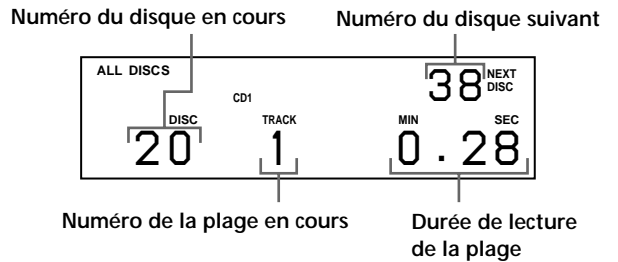 Numéro du disque en cours
Numéro du disque suivant
ALL DISCS
38 NEXT DISC
CD1
DISC TRACK MIN SEC
20 1 0.28
Numéro de la plage en cours
Durée de lecture
de la plage